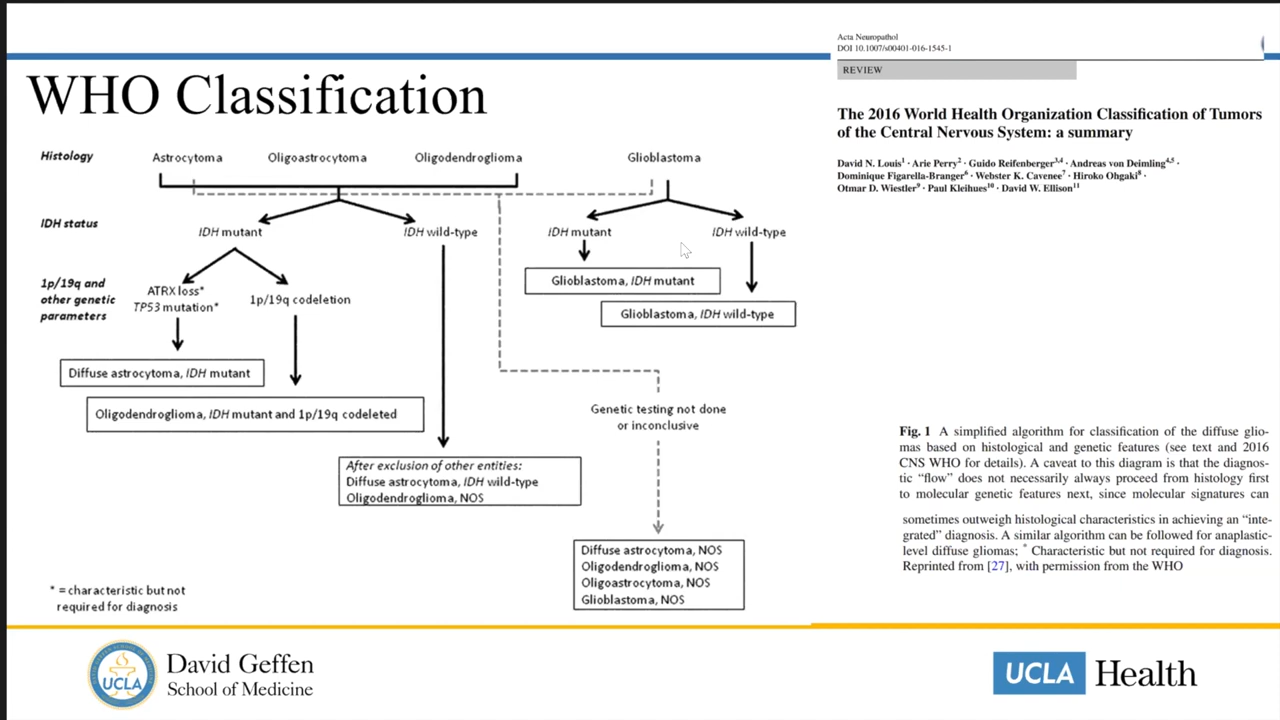 WHO Classification
Histology
Astrocytoma
Oligoastrocytoma
Oligodendroglioma
Glioblastoma
IDH status
IDH mutant
IDH wild-type
IDH mutant
IDH wild-type
1p/19q and
other genetic
parameters
ATRX loss*
TP53 mutation*
1p/19q codeletion
Glioblastoma, IDH mutant
Glioblastoma, IDH wild-type
Diffuse astrocytoma, IDH mutant
Oligodendroglioma, IDH mutant and 1p/19q codeleted
Genetic testing not done
or inconclusive
After exclusion of other entities:
Diffuse astrocytoma, IDH wild-type
Oligodendroglioma, NOS
Diffuse astrocytoma, NOS
Oligodendroglioma, NOS
Oligoastrocytoma, NOS
Glioblastoma, NOS
* = characteristic but not
required for diagnosis
Acta Neuropathol
DOI 10.1007/s00401-016-1545-1
REVIEW
The 2016 World Health Organization Classification of Tumors
of the Central Nervous System: a summary
David N. Louis1 · Arie Perry2 · Guido Reifenberger3,4 · Andreas von Deimling4,5 ·
Dominique Figarella-Branger6 · Webster K. Cavenee7 · Hiroko Ohgaki8 ·
Otmar D. Wiestler9 · Paul Kleihues10 · David W. Ellison11
Fig. 1 A simplified algorithm for classification of the diffuse glio-
mas based on histological and genetic features (see text and 2016
CNS WHO for details). A caveat to this diagram is that the diagnos-
tic “flow” does not necessarily always proceed from histology first
to molecular genetic features next, since molecular signatures can
sometimes outweigh histological characteristics in achieving an “inte-
grated” diagnosis. A similar algorithm can be followed for anaplastic-
level diffuse gliomas; * Characteristic but not required for diagnosis.
Reprinted from [27], with permission from the WHO
UCLA
David Geffen
School of Medicine
UCLA Health